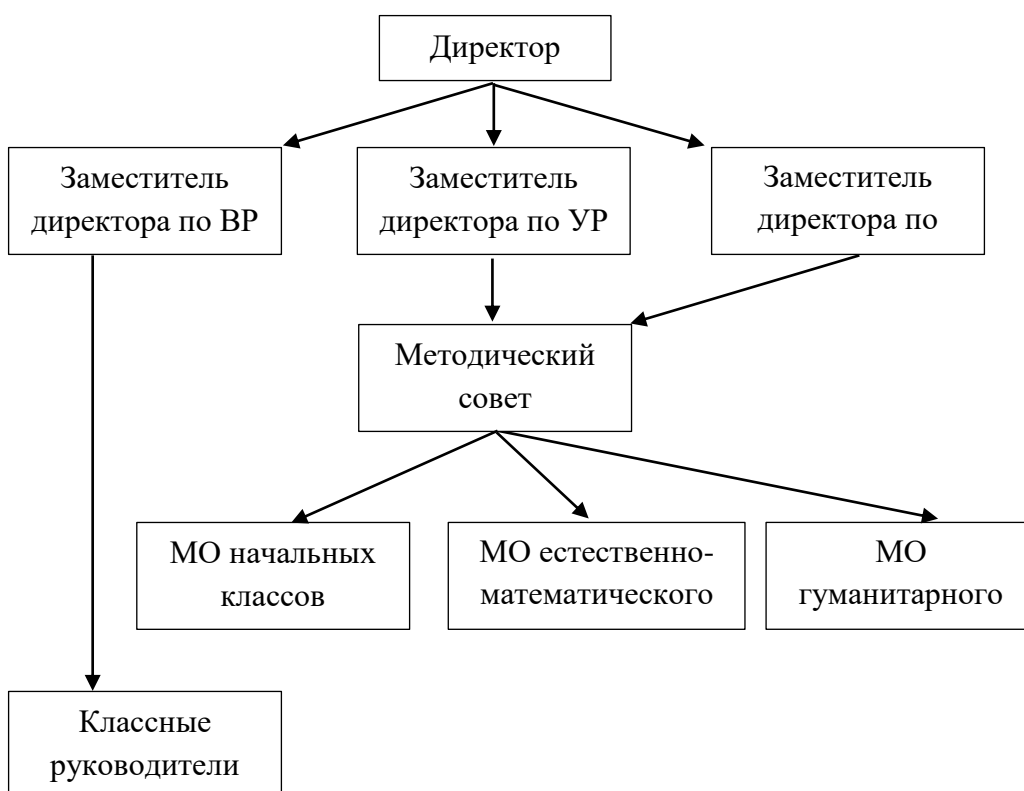 Директор
Заместитель
директора по ВР
Заместитель
директора по УР
Заместитель
директора по
Методический
совет
МО начальных
классов
МО естественно-
математического
МО
гуманитарного
Классные
руководители